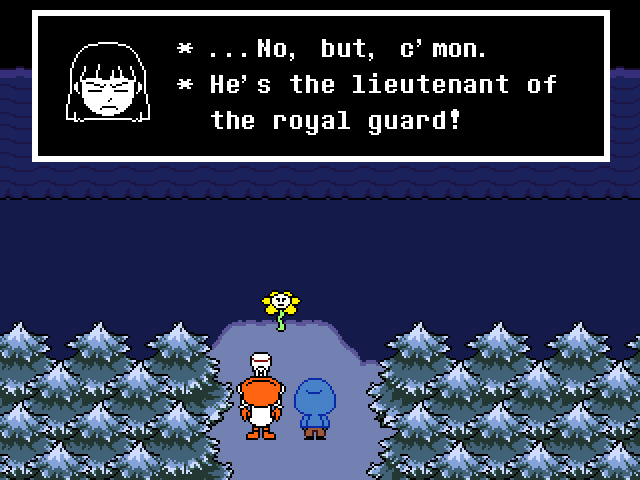 * ...No, but, c'mon.
* He's the lieutenant of
the royal guard!